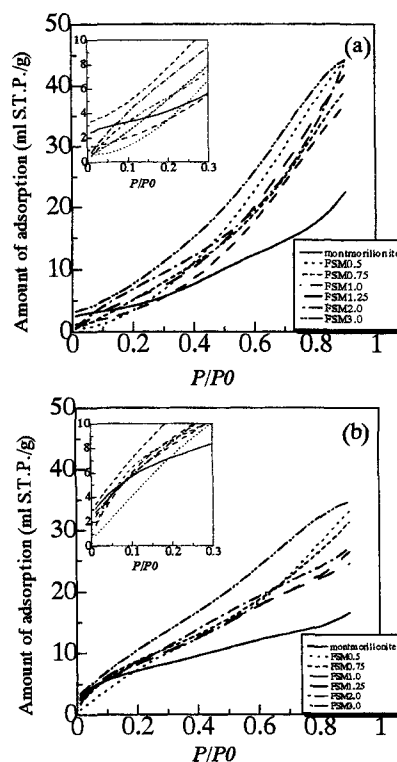 (a)
Amount of adsorption (ml S.T.P./g)
50
45
40
35
30
25
20
15
10
5
0
0
0.2
0.4
0.6
0.8
1
P/P0
10
8
6
4
2
0
0
0.1
0.2
0.3
P/P0
montmorillonite
FSM0.5
FSM0.75
FSM1.0
FSM1.25
FSM2.0
FSM3.0
(b)
Amount of adsorption (ml S.T.P./g)
50
40
30
20
10
0
0
0.2
0.4
0.6
0.8
1
P/P0
10
8
6
4
2
0
0
0.1
0.2
0.3
P/P0
montmorillonite
FSM0.5
FSM0.75
FSM1.0
FSM1.25
FSM2.0
FSM3.0